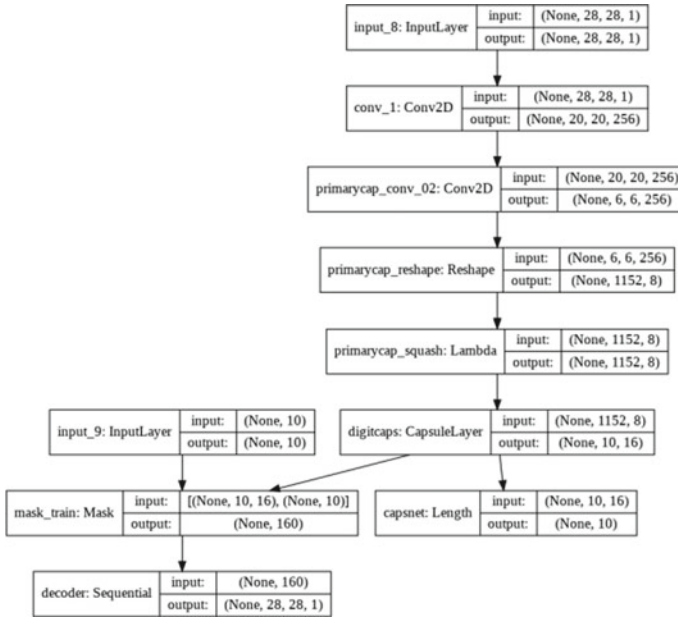 input_8: InputLayer
input: (None, 28, 28, 1)
output: (None, 28, 28, 1)
conv_1: Conv2D
input: (None, 28, 28, 1)
output: (None, 20, 20, 256)
primarycap_conv_02: Conv2D
input: (None, 20, 20, 256)
output: (None, 6, 6, 256)
primarycap_reshape: Reshape
input: (None, 6, 6, 256)
output: (None, 1152, 8)
primarycap_squash: Lambda
input: (None, 1152, 8)
output: (None, 1152, 8)
input_9: InputLayer
input: (None, 10)
output: (None, 10)
digitcaps: CapsuleLayer
input: (None, 1152, 8)
output: (None, 10, 16)
mask_train: Mask
input: [(None, 10, 16), (None, 10)]
output: (None, 160)
capsnet: Length
input: (None, 10, 16)
output: (None, 10)
decoder: Sequential
input: (None, 160)
output: (None, 28, 28, 1)